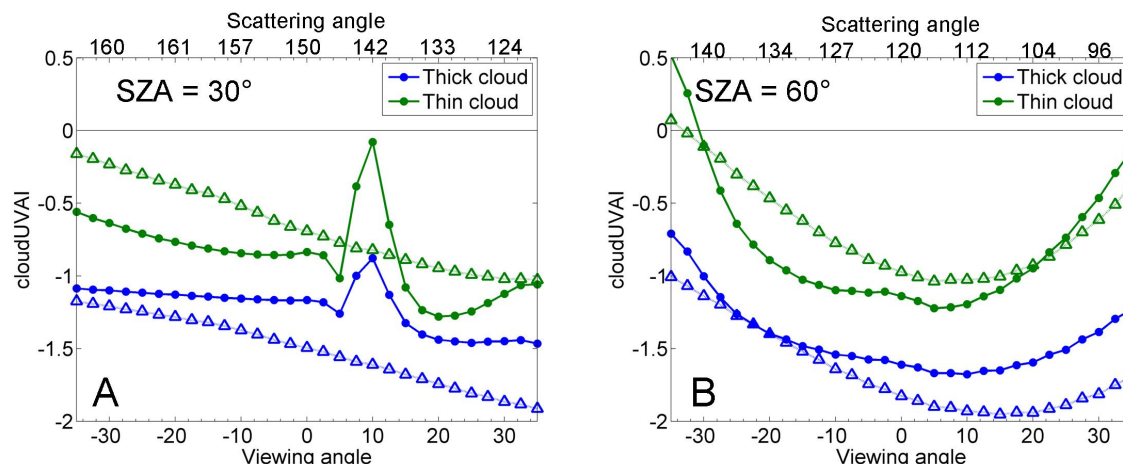 Scattering angle
160 161 157 150 142 133 124
0.5
0
-0.5
-1
-1.5
-2
cloudUVAI
SZA = 30°
Thick cloud
Thin cloud
A
-30 -20 -10 0 10 20 30
Viewing angle
Scattering angle
140 134 127 120 112 104 96
0.5
0
-0.5
-1
-1.5
-2
cloudUVAI
SZA = 60°
Thick cloud
Thin cloud
B
-30 -20 -10 0 10 20 30
Viewing angle